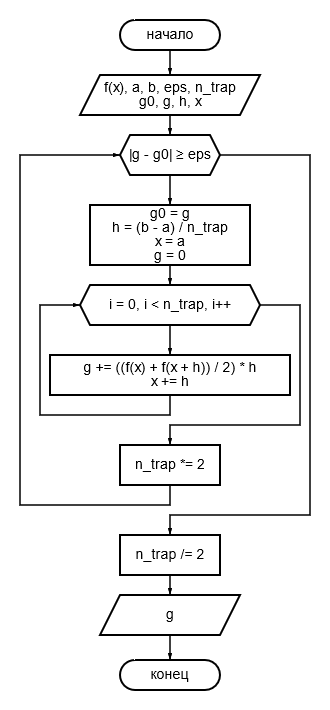 начало
f(x), a, b, eps, n_trap
g0, g, h, x
|g - g0| ≥ eps
g0 = g
h = (b - a) / n_trap
x = a
g = 0
i = 0, i < n_trap, i++
g += ((f(x) + f(x + h)) / 2) * h
x += h
n_trap *= 2
n_trap /= 2
g
конец